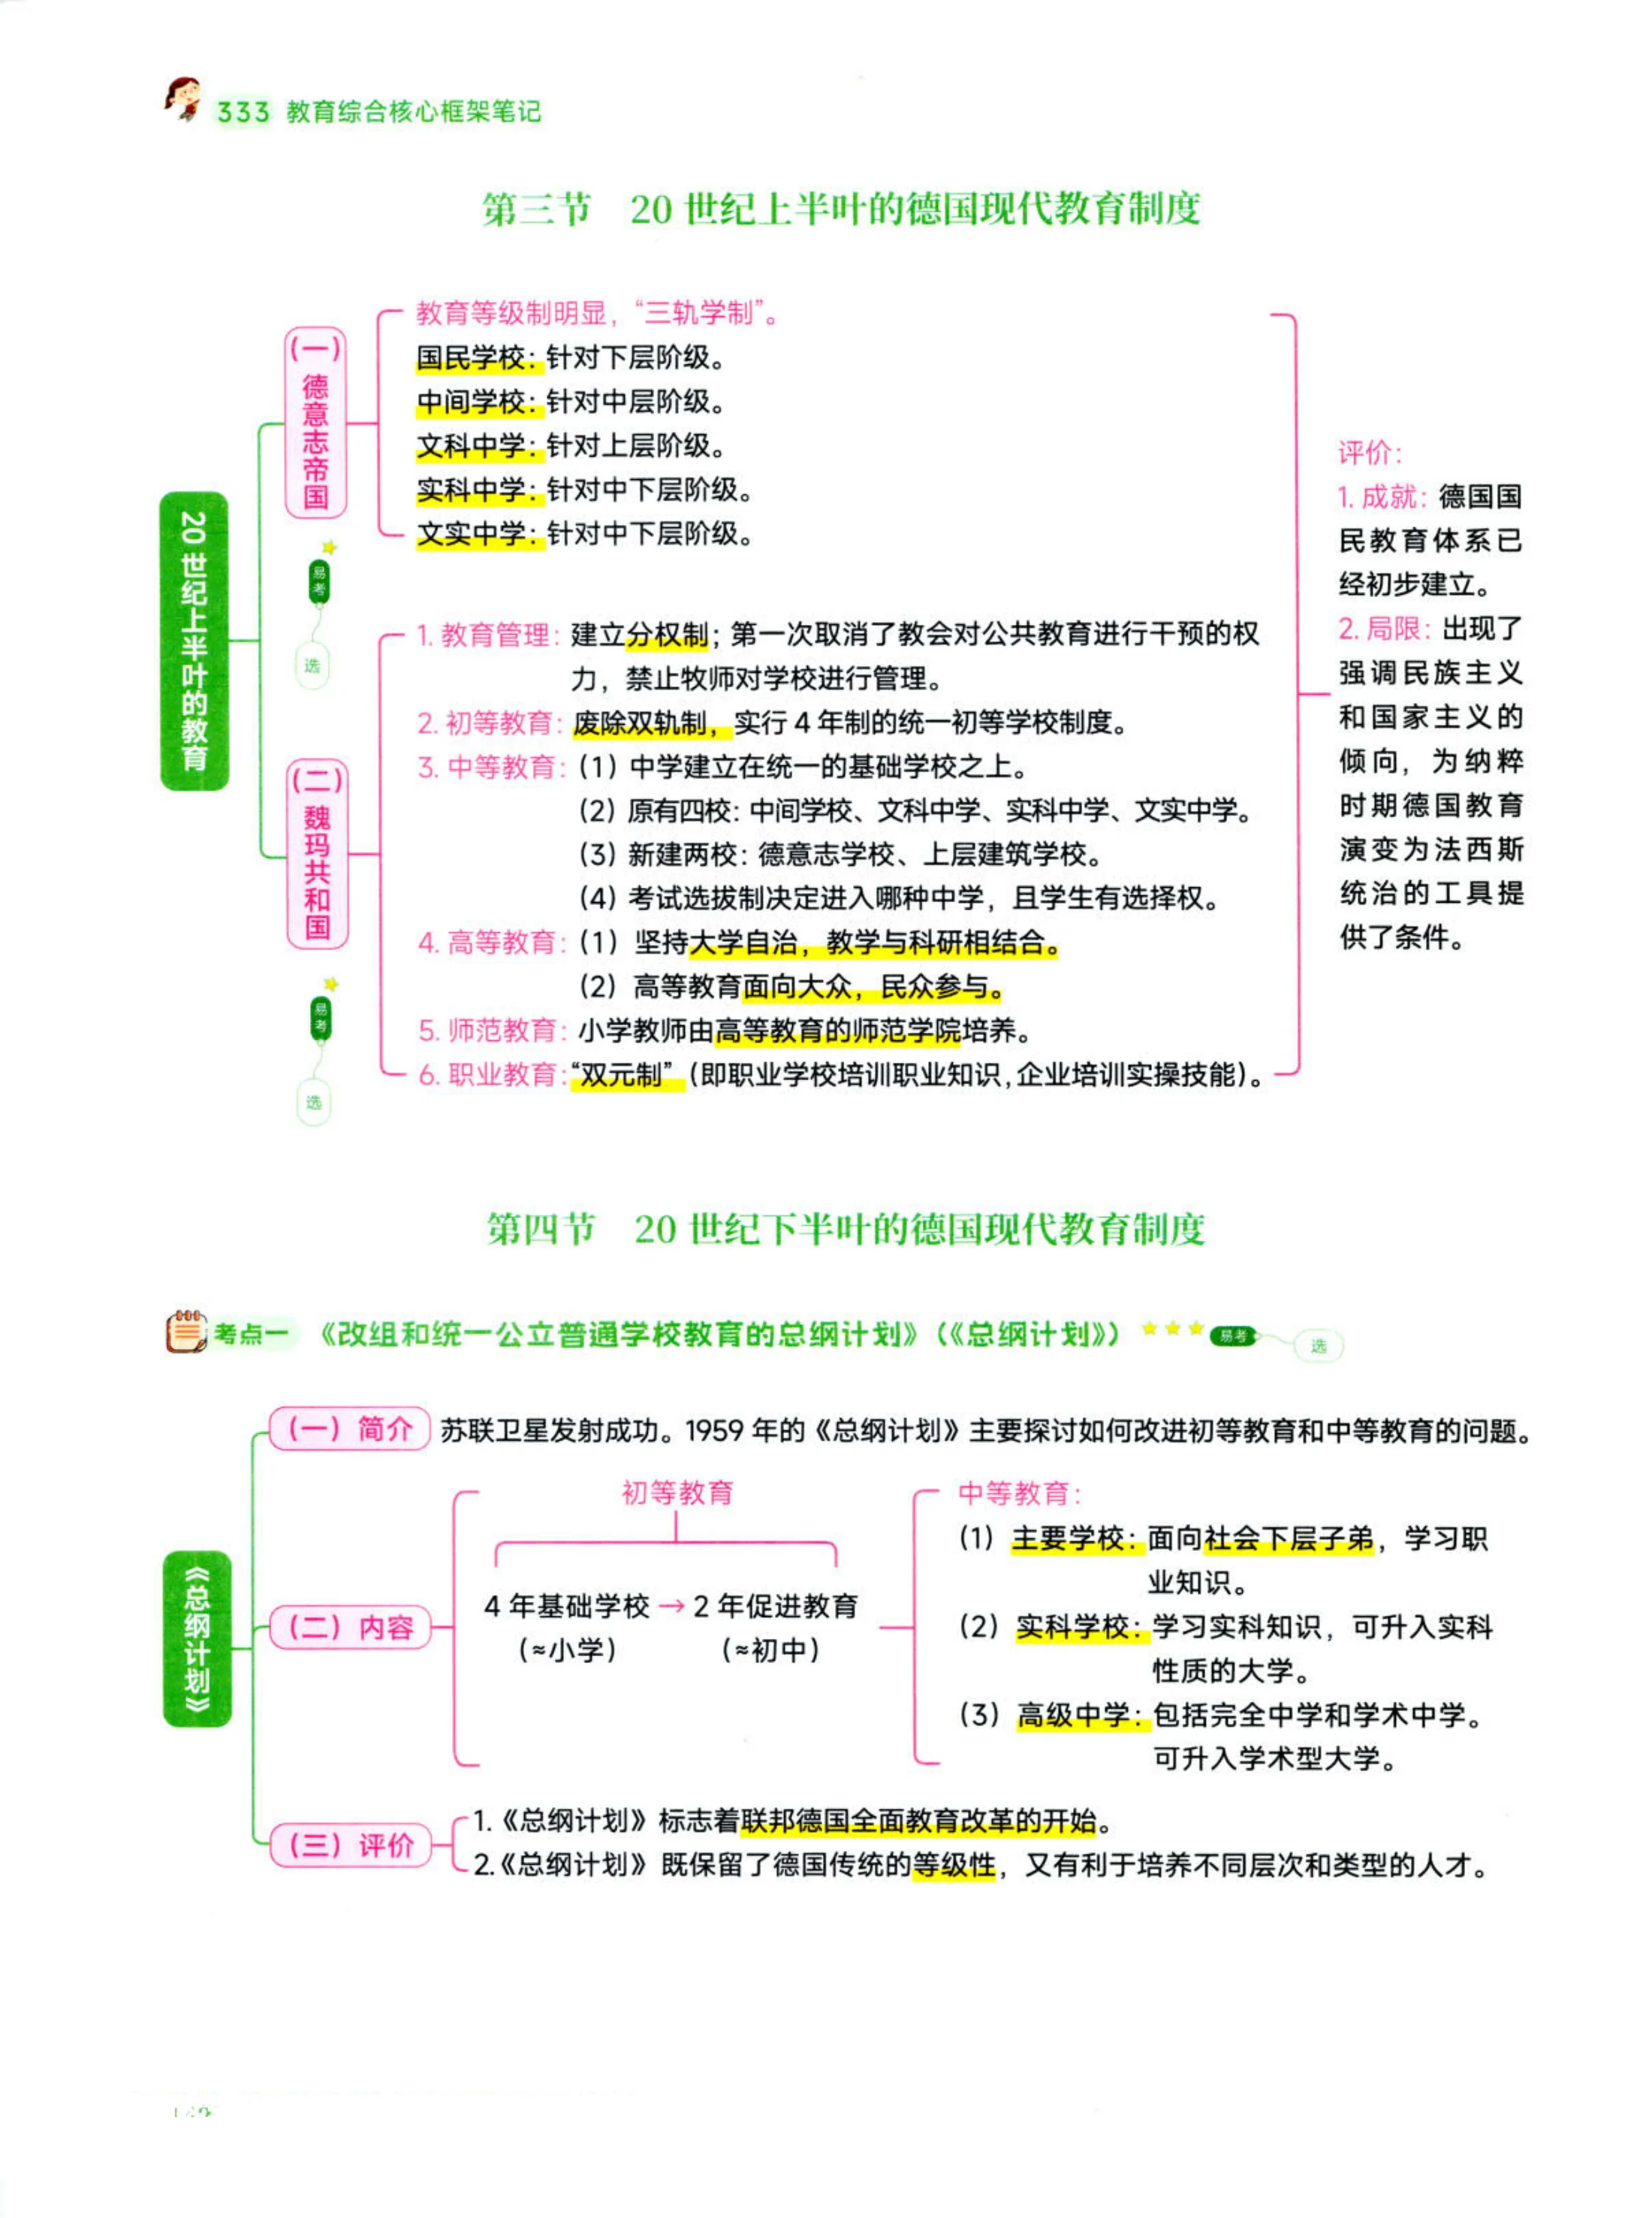 333 教育综合核心框架笔记
第三节 20 世纪上半叶的德国现代教育制度
20 世纪上半叶的教育
（一）德意志帝国
易考
选
教育等级制明显，“三轨学制”。
国民学校：针对下层阶级。
中间学校：针对中层阶级。
文科中学：针对上层阶级。
实科中学：针对中下层阶级。
文实中学：针对中下层阶级。
（二）魏玛共和国
易考
选
1. 教育管理：建立分权制；第一次取消了教会对公共教育进行干预的权
力，禁止牧师对学校进行管理。
2. 初等教育：废除双轨制，实行 4 年制的统一初等学校制度。
3. 中等教育：（1）中学建立在统一的基础学校之上。
（2）原有四校：中间学校、文科中学、实科中学、文实中学。
（3）新建两校：德意志学校、上层建筑学校。
（4）考试选拔制决定进入哪种中学，且学生有选择权。
4. 高等教育：（1）坚持大学自治，教学与科研相结合。
（2）高等教育面向大众，民众参与。
5. 师范教育：小学教师由高等教育的师范学院培养。
6. 职业教育：“双元制”（即职业学校培训职业知识，企业培训实操技能）。
评价：
1. 成就：德国国
民教育体系已
经初步建立。
2. 局限：出现了
强调民族主义
和国家主义的
倾向，为纳粹
时期德国教育
演变为法西斯
统治的工具提
供了条件。
第四节 20 世纪下半叶的德国现代教育制度
考点一 《改组和统一公立普通学校教育的总纲计划》（《总纲计划》） 易考 选
《总纲计划》
（一）简介 苏联卫星发射成功。1959 年的《总纲计划》主要探讨如何改进初等教育和中等教育的问题。
（二）内容
初等教育
4 年基础学校 → 2 年促进教育
（≈小学） （≈初中）
中等教育：
（1）主要学校：面向社会下层子弟，学习职
业知识。
（2）实科学校：学习实科知识，可升入实科
性质的大学。
（3）高级中学：包括完全中学和学术中学。
可升入学术型大学。
（三）评价
1.《总纲计划》标志着联邦德国全面教育改革的开始。
2.《总纲计划》既保留了德国传统的等级性，又有利于培养不同层次和类型的人才。